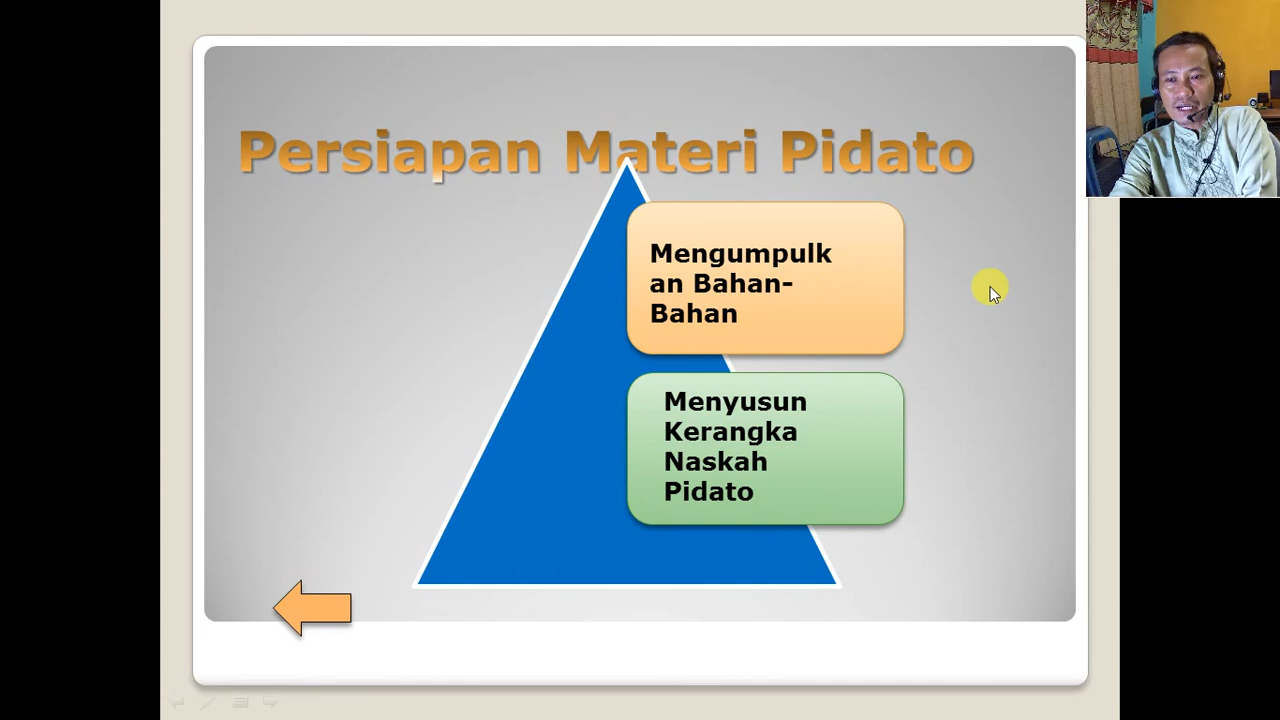 Persiapan Materi Pidato
Mengumpulk
an Bahan-
Bahan
Menyusun
Kerangka
Naskah
Pidato